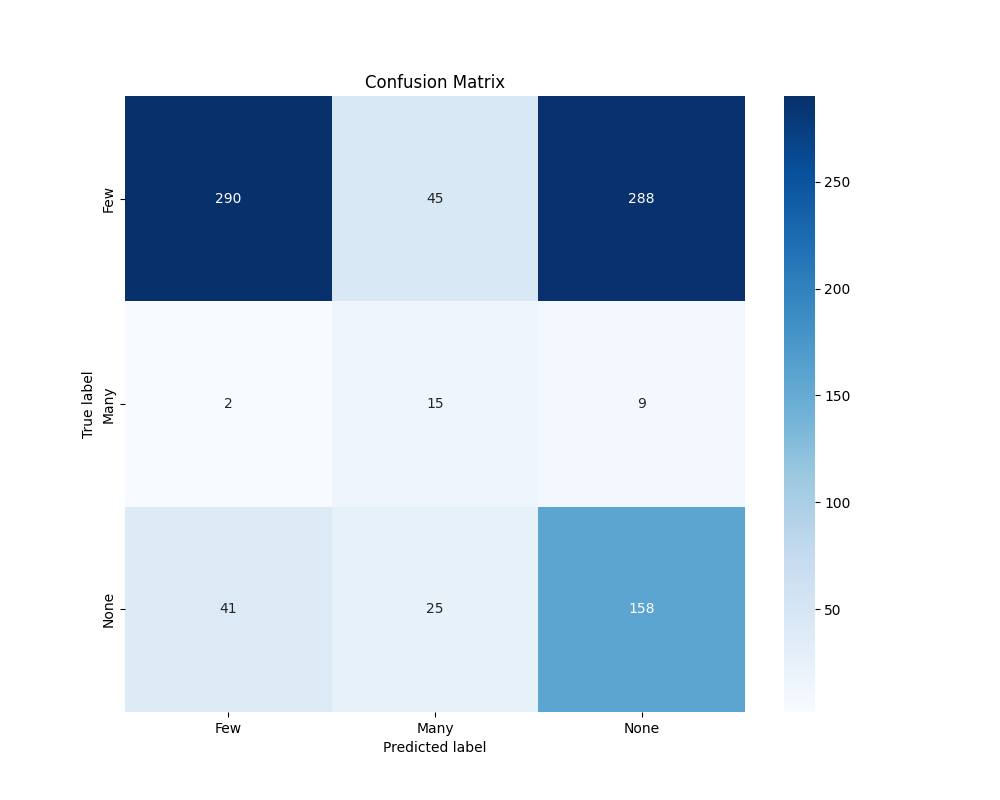 Confusion Matrix
Few
290
45
288
250
200
True label
Many
2
15
9
150
100
None
41
25
158
50
Few
Many
None
Predicted label